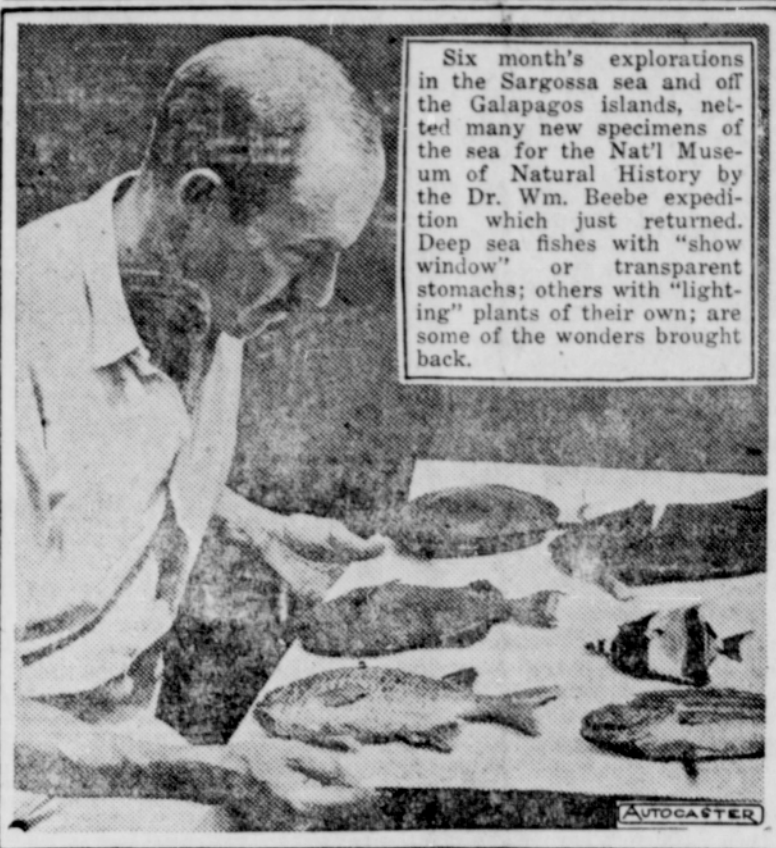 Six month's explorations
in the Sargossa sea and off
the Galapagos islands, net-
ted many new specimens of
the sea for the Nat'l Muse-
um of Natural History by
the Dr. Wm. Beebe expedi-
tion which just returned.
Deep sea fishes with "show
window" or transparent
stomachs; others with "light-
ing" plants of their own; are
some of the wonders brought
back.
AUTOCASTER